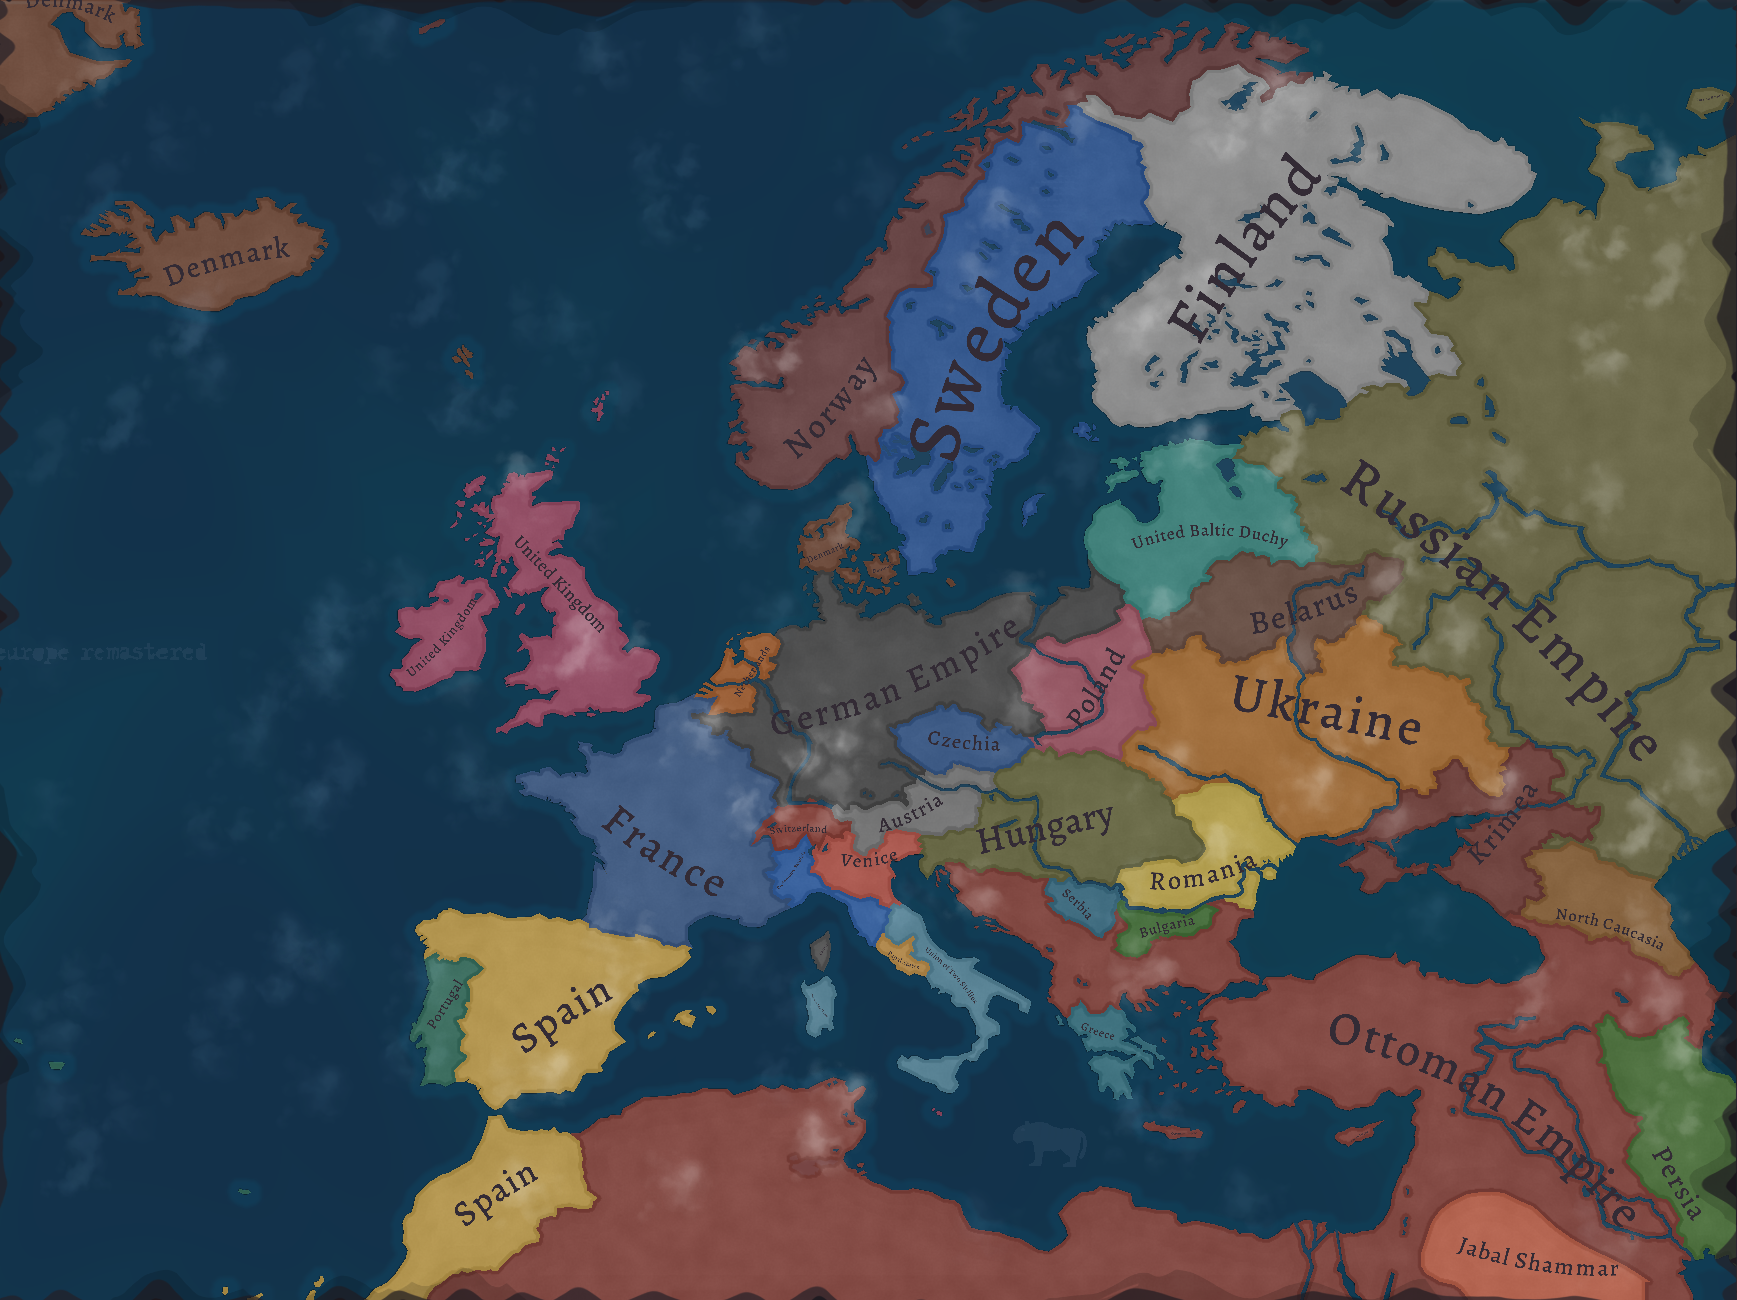 Denmark
Denmark
Sweden
Finland
Norway
United Kingdom
United Kingdom
Denmark
United Baltic Duchy
Russian Empire
Belarus
europe remastered
Netherlands
German Empire
Poland
Ukraine
Czechia
France
Switzerland
Austria
Hungary
Venice
Romania
Serbia
Bulgaria
Krimea
North Caucasia
Portugal
Spain
Papal States
Union of Two Sicilies
Greece
Ottoman Empire
Spain
Persia
Jabal Shammar